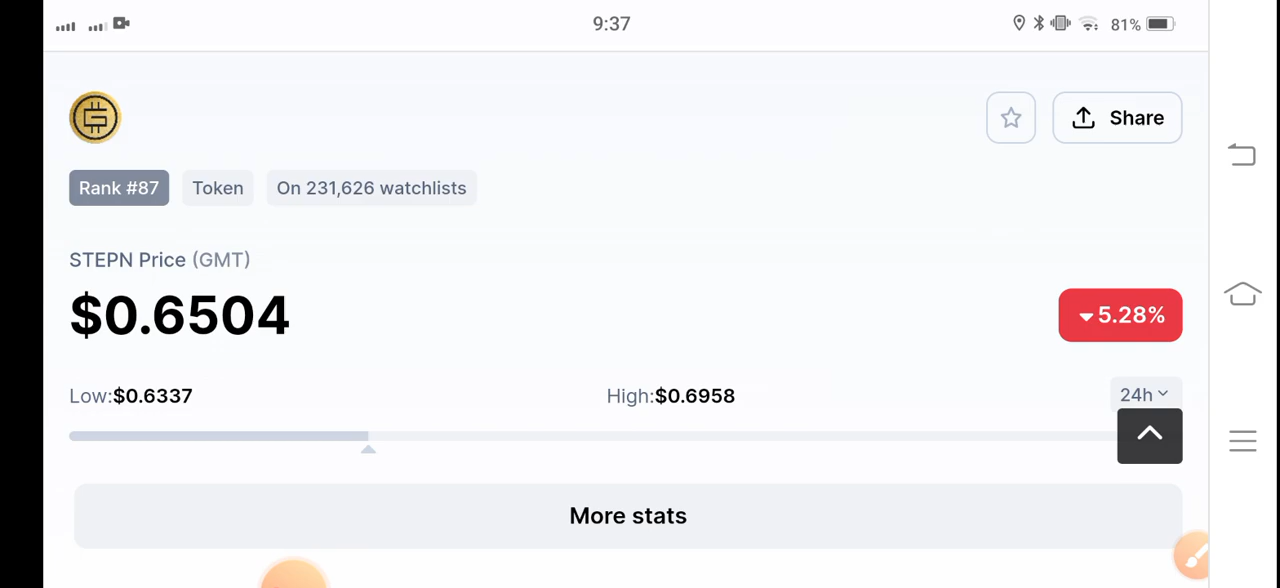 9:37
81%
Share
Rank #87 Token On 231,626 watchlists
STEPN Price (GMT)
$0.6504
5.28%
Low:$0.6337 High:$0.6958 24h
More stats